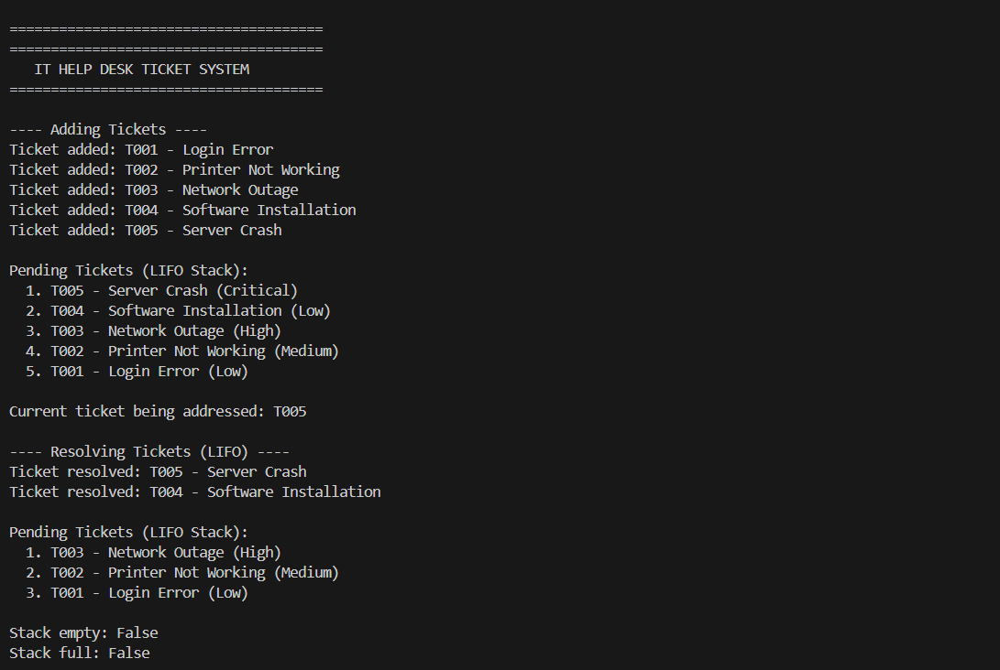 ======================================
======================================
   IT HELP DESK TICKET SYSTEM
======================================

---- Adding Tickets ----
Ticket added: T001 - Login Error
Ticket added: T002 - Printer Not Working
Ticket added: T003 - Network Outage
Ticket added: T004 - Software Installation
Ticket added: T005 - Server Crash

Pending Tickets (LIFO Stack):
  1. T005 - Server Crash (Critical)
  2. T004 - Software Installation (Low)
  3. T003 - Network Outage (High)
  4. T002 - Printer Not Working (Medium)
  5. T001 - Login Error (Low)

Current ticket being addressed: T005

---- Resolving Tickets (LIFO) ----
Ticket resolved: T005 - Server Crash
Ticket resolved: T004 - Software Installation

Pending Tickets (LIFO Stack):
  1. T003 - Network Outage (High)
  2. T002 - Printer Not Working (Medium)
  3. T001 - Login Error (Low)

Stack empty: False
Stack full: False